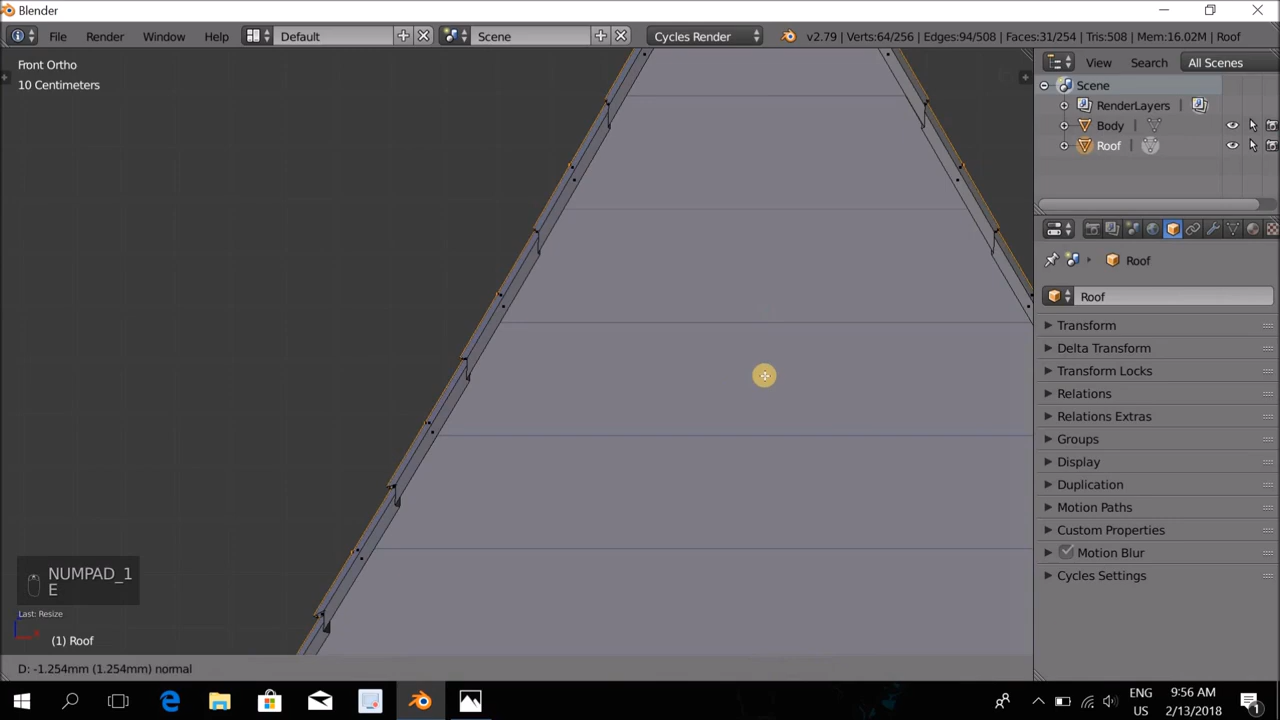 Blender
File Render Window Help Default Scene Cycles Render v2.79 | Verts:64/256 | Edges:94/508 | Faces:31/254 | Tris:508 | Mem:16.02M | Roof
Front Ortho
10 Centimeters
View Search All Scenes
Scene
RenderLayers
Body
Roof
Roof
Roof
Transform
Delta Transform
Transform Locks
Relations
Relations Extras
Groups
Display
Duplication
Motion Paths
Custom Properties
Motion Blur
Cycles Settings
NUMPAD_1
E
Last: Resize
(1) Roof
D: -1.254mm (1.254mm) normal
ENG
US
9:56 AM
2/13/2018
1